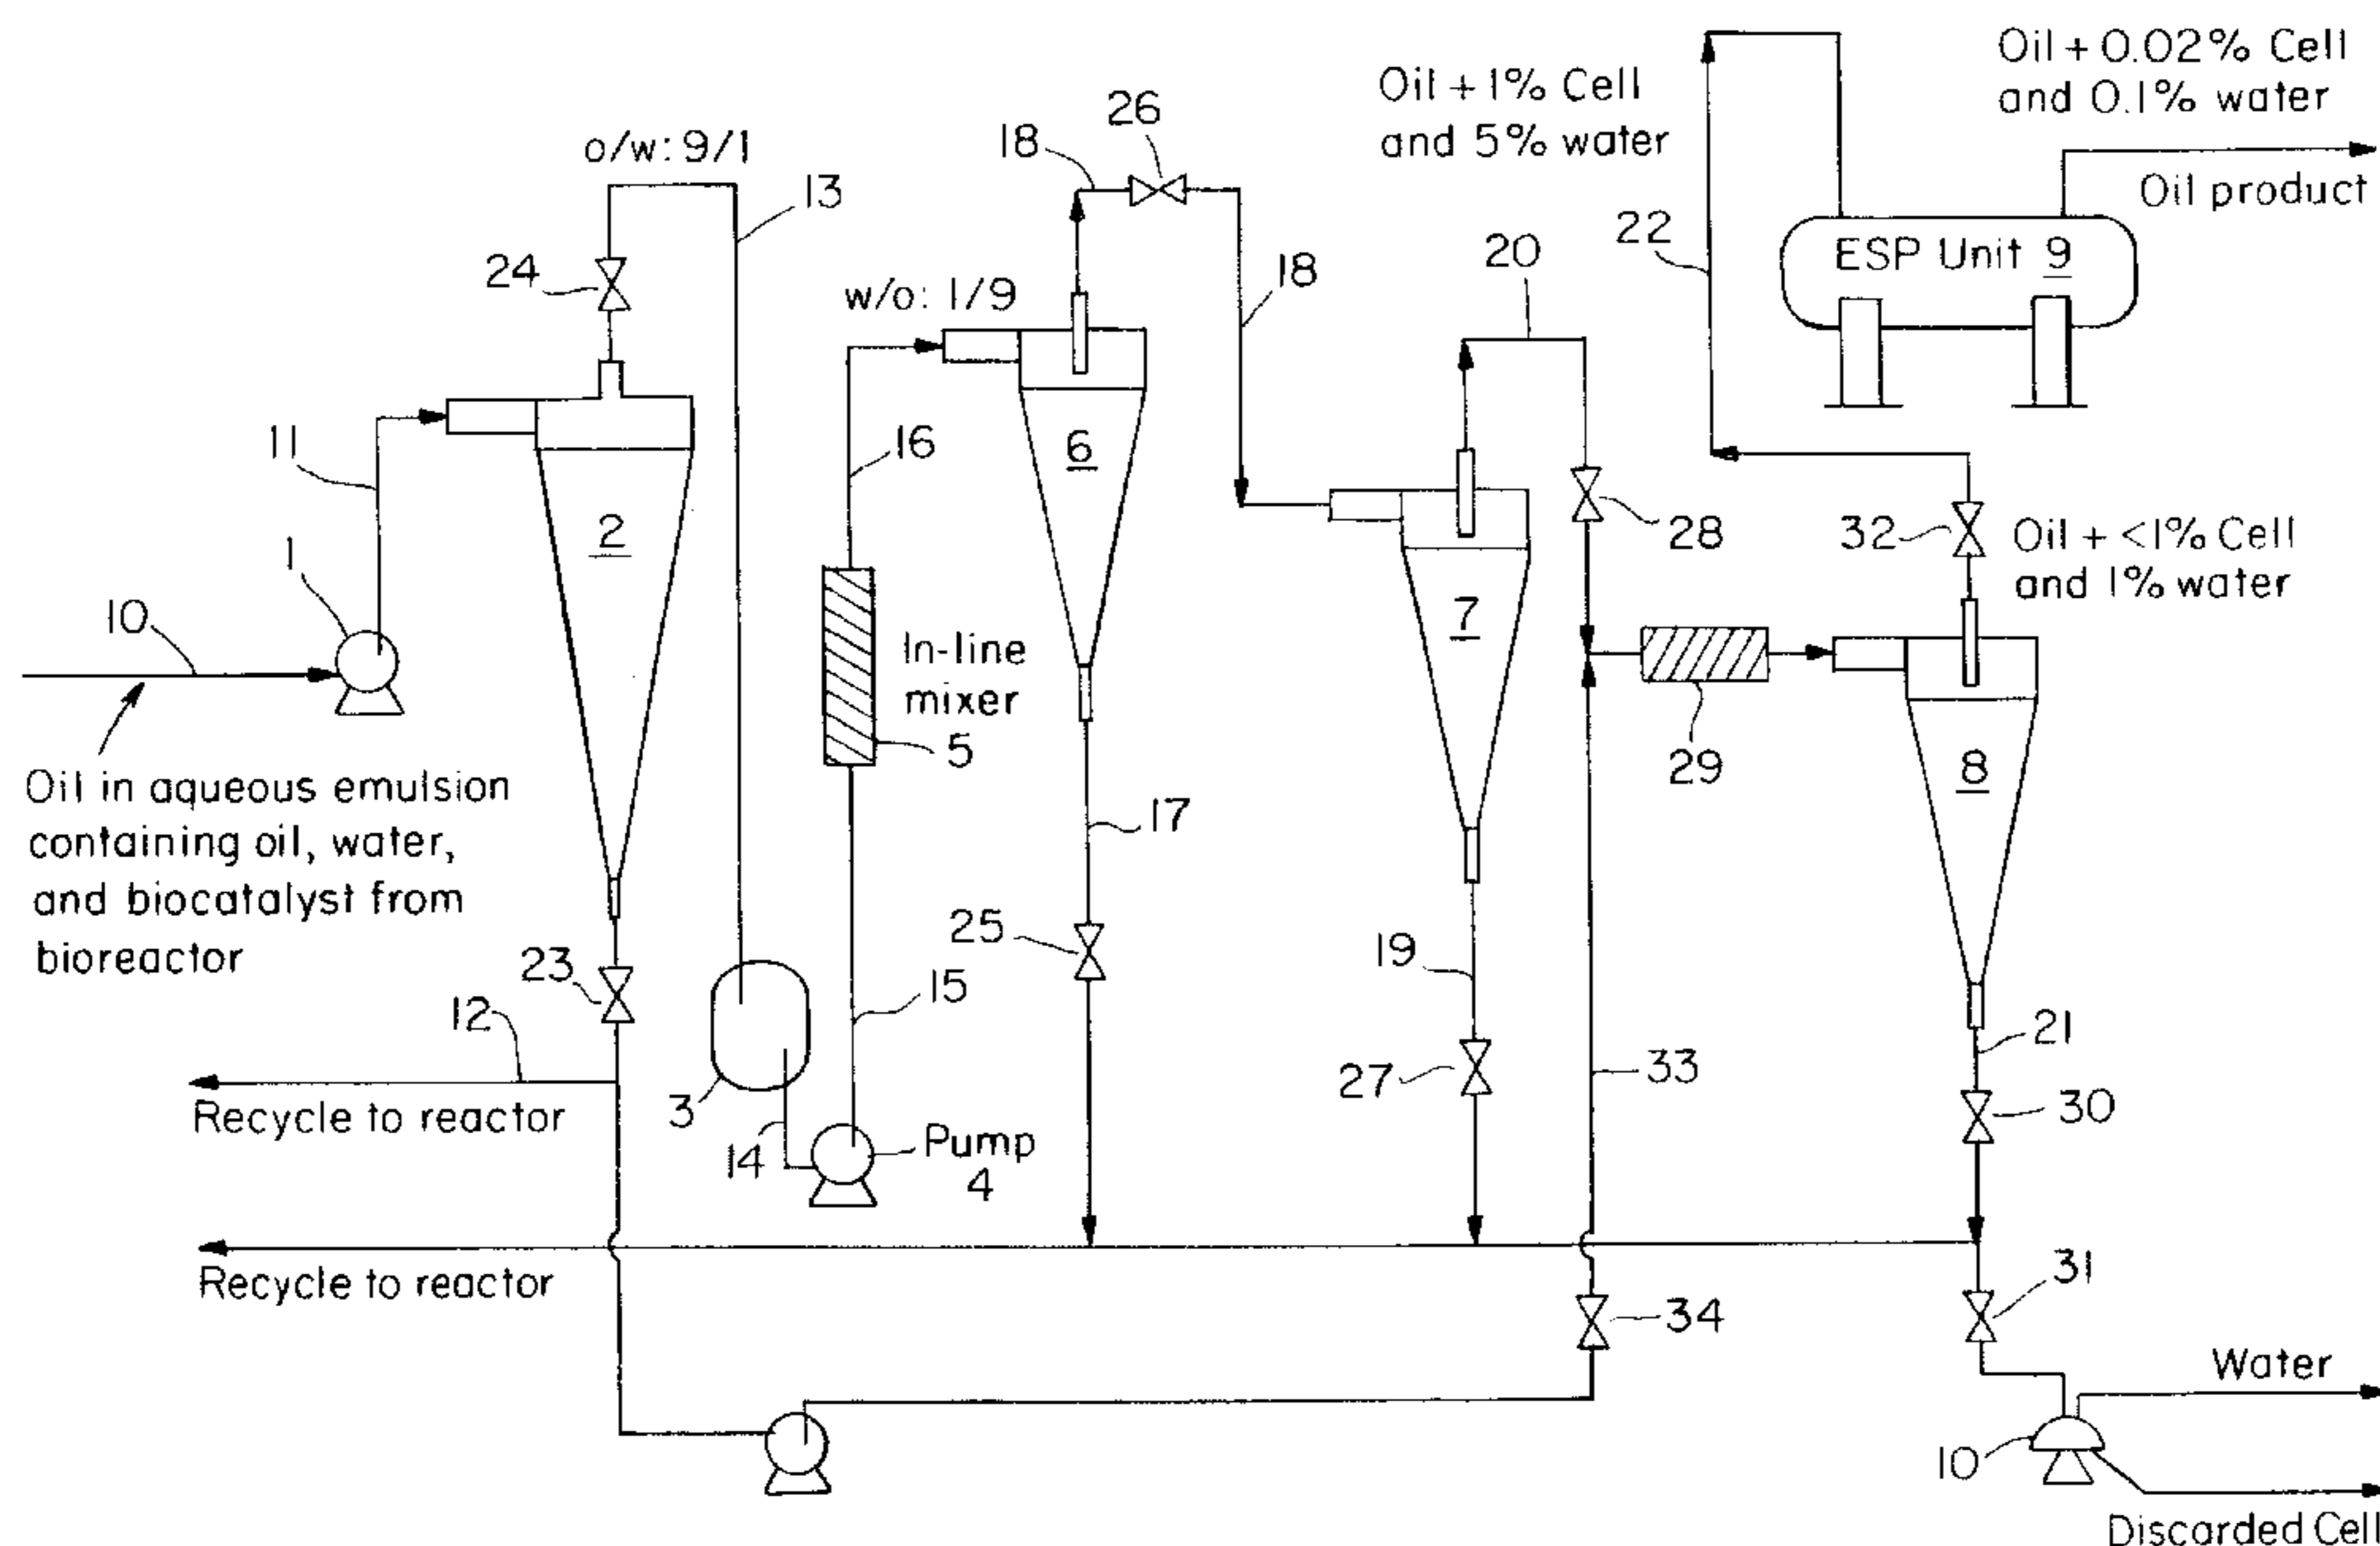 Oil + 0.02% Cell
and 0.1% water
Oil + 1% Cell
and 5% water
26
18
o/w: 9/1
13
Oil product
22
20
24
ESP Unit 9
18
w/o: 1/9
11
16
6
2
28
32
Oil + <1% Cell
and 1% water
1
10
7
In-line
mixer
5
29
8
Oil in aqueous emulsion
containing oil, water,
and biocatalyst from
bioreactor
17
25
19
23
12
15
21
33
27
30
3
Recycle to reactor
14
Pump
4
Recycle to reactor
31
34
Water
10
Discarded Cell